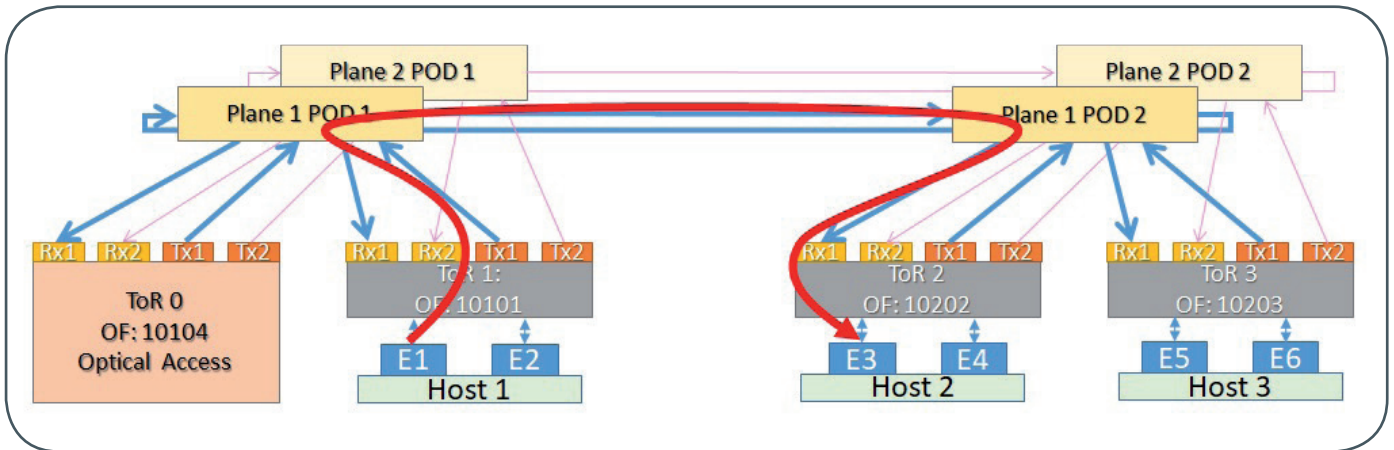 Plane 2 POD 1
Plane 2 POD 2
Plane 1 POD 1
Plane 1 POD 2
Rx1 Rx2 Tx1 Tx2
Rx1 Rx2 Tx1 Tx2
Rx1 Rx2 Tx1 Tx2
Rx1 Rx2 Tx1 Tx2
ToR 0
OF: 10104
Optical Access
ToR 1:
OF: 10101
ToR 2
OF: 10202
ToR 3
OF: 10203
E1 E2
Host 1
E3 E4
Host 2
E5 E6
Host 3